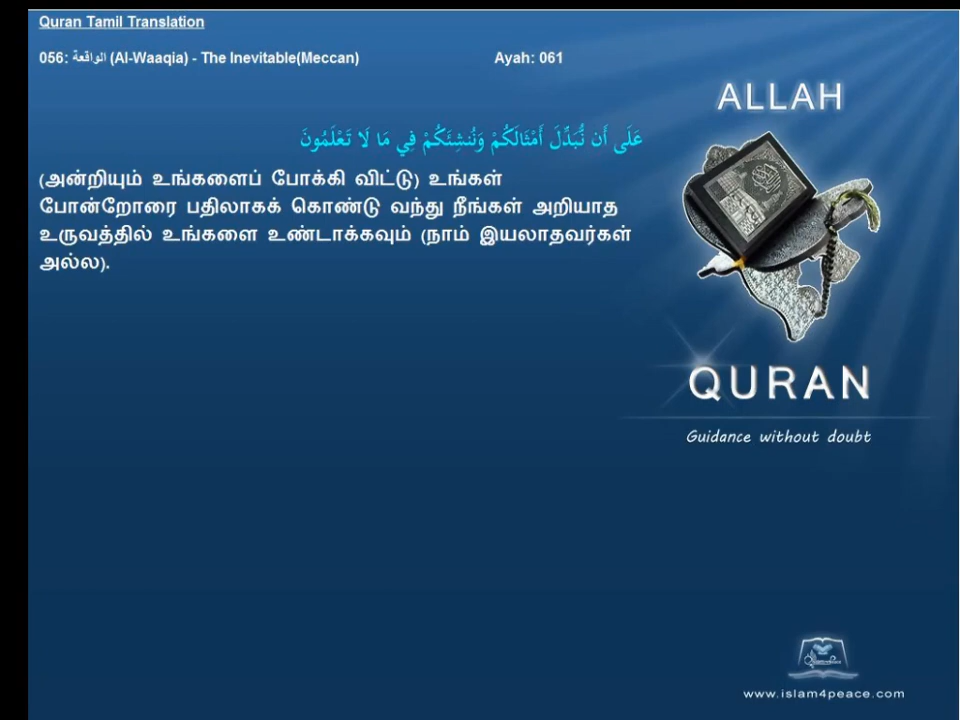 Quran Tamil Translation
056: الواقعة (Al-Waaqia) - The Inevitable(Meccan) Ayah: 061
عَلَى أَن نُّبَدِّلَ أَمْثَالَكُمْ وَنُنشِئَكُمْ فِي مَا لَا تَعْلَمُونَ
(அன்றியும் உங்களைப் போக்கி விட்டு) உங்கள்
போன்றோரை பதிலாகக் கொண்டு வந்து நீங்கள் அறியாத
உருவத்தில் உங்களை உண்டாக்கவும் (நாம் இயலாதவர்கள்
அல்ல).
ALLAH
QURAN
Guidance without doubt
www.islam4peace.com